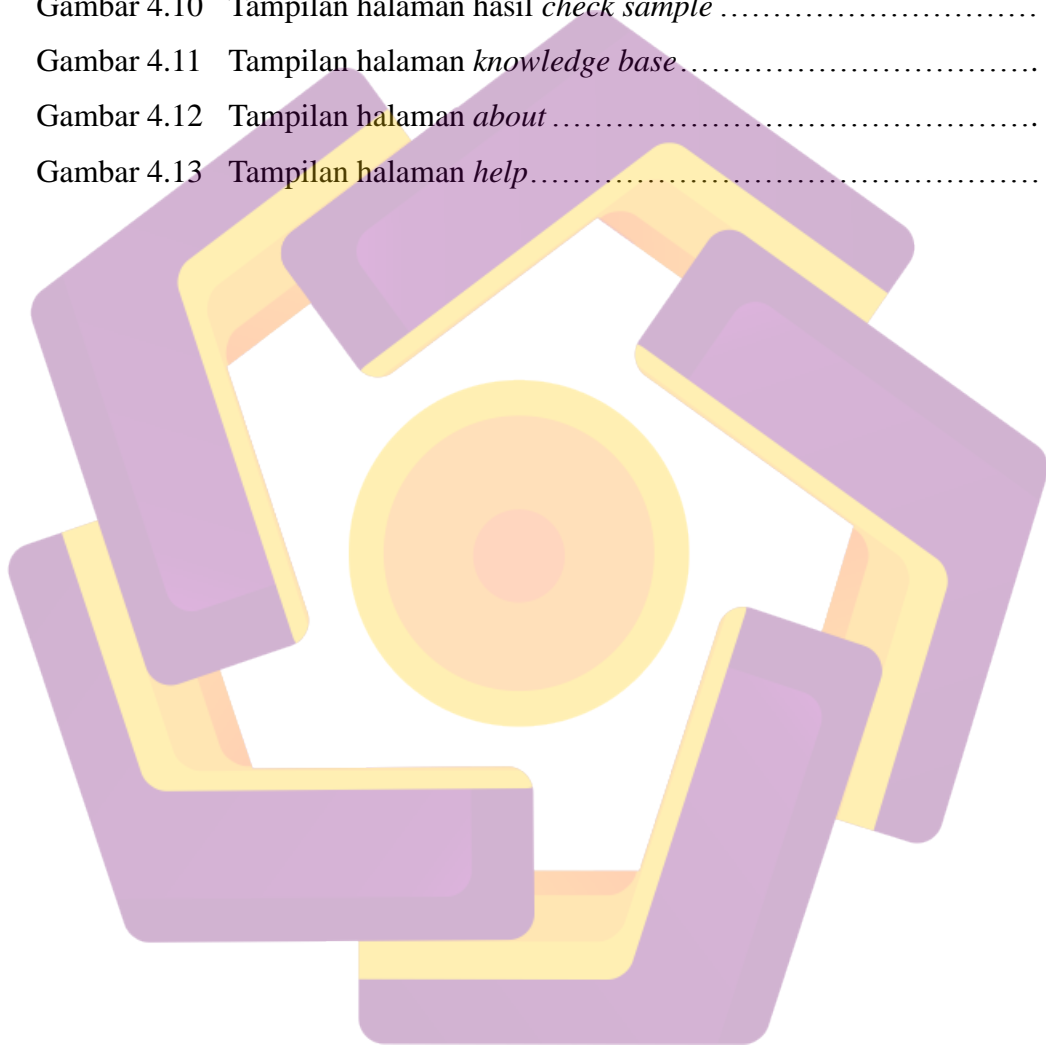 Gambar 4.10 Tampilan halaman hasil check sample ..............................
Gambar 4.11 Tampilan halaman knowledge base..................................
Gambar 4.12 Tampilan halaman about ..............................................
Gambar 4.13 Tampilan halaman help................................................